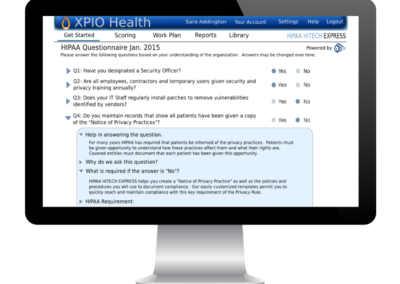 XPIO Health
Sara Addington Your Account Settings Help Logout
Get Started Scoring Work Plan Reports Library
HIPAA HITECH EXPRESS
HIPAA Questionnaire Jan. 2015
Powered by
Please answer the following questions based on your understanding of the organization. Answers may be changed over time.
Q1: Have you designated a Security Officer? Yes No
Q2: Are all employees, contractors and temporary users given security and
privacy training annually? Yes No
Q3: Does your IT Staff regularly install patches to remove vulnerabilities
identified by vendors? Yes No
Q4: Do you maintain records that show all patients have been given a copy
of the "Notice of Privacy Practices"? Yes No
Help in answering the question.
For many years HIPAA has required that patients be informed of the privacy practices. Patients must
be given opportunity to understand how these practices affect them and what their rights are.
Covered entities must document that each patient has been given this opportunity.
Why do we ask this question?
What is required if the answer is "No"?
HIPAA HITECH EXPRESS helps you create a "Notice of Privacy Practice" as well as the policies and
procedures you will use to document compliance. Our easily customized templates permit you to
quickly reach and maintain compliance with this key requirement of the Privacy Rule.
HIPAA Requirement: